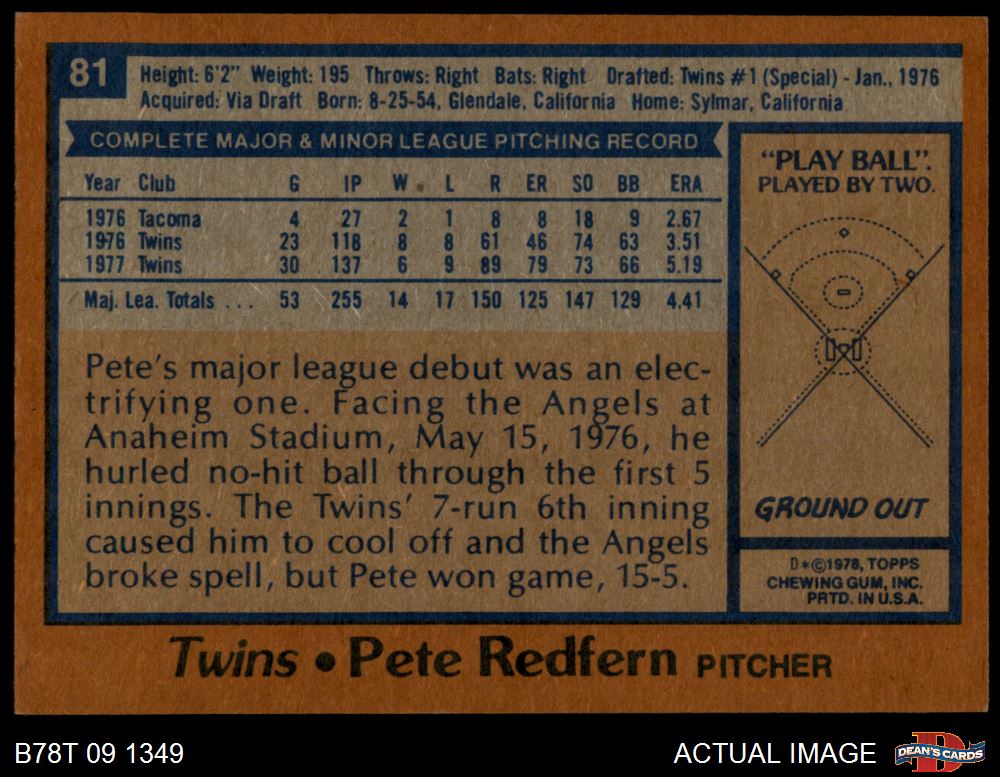 81
Height: 6'2" Weight: 195 Throws: Right Bats: Right Drafted: Twins #1 (Special) - Jan., 1976
Acquired: Via Draft Born: 8-25-54, Glendale, California Home: Sylmar, California
COMPLETE MAJOR & MINOR LEAGUE PITCHING RECORD
Year Club G IP W L R ER SO BB ERA
1976 Tacoma 4 27 2 1 8 8 18 9 2.67
1976 Twins 23 118 8 8 61 46 74 63 3.51
1977 Twins 30 137 6 9 89 79 73 66 5.19
Maj. Lea. Totals ... 53 255 14 17 150 125 147 129 4.41
Pete's major league debut was an elec-
trifying one. Facing the Angels at
Anaheim Stadium, May 15, 1976, he
hurled no-hit ball through the first 5
innings. The Twins' 7-run 6th inning
caused him to cool off and the Angels
broke spell, but Pete won game, 15-5.
"PLAY BALL".
PLAYED BY TWO.
GROUND OUT
D*©1978, TOPPS
CHEWING GUM, INC.
PRTD. IN U.S.A.
Twins • Pete Redfern PITCHER
B78T 09 1349
ACTUAL IMAGE
DEAN'S CARDS